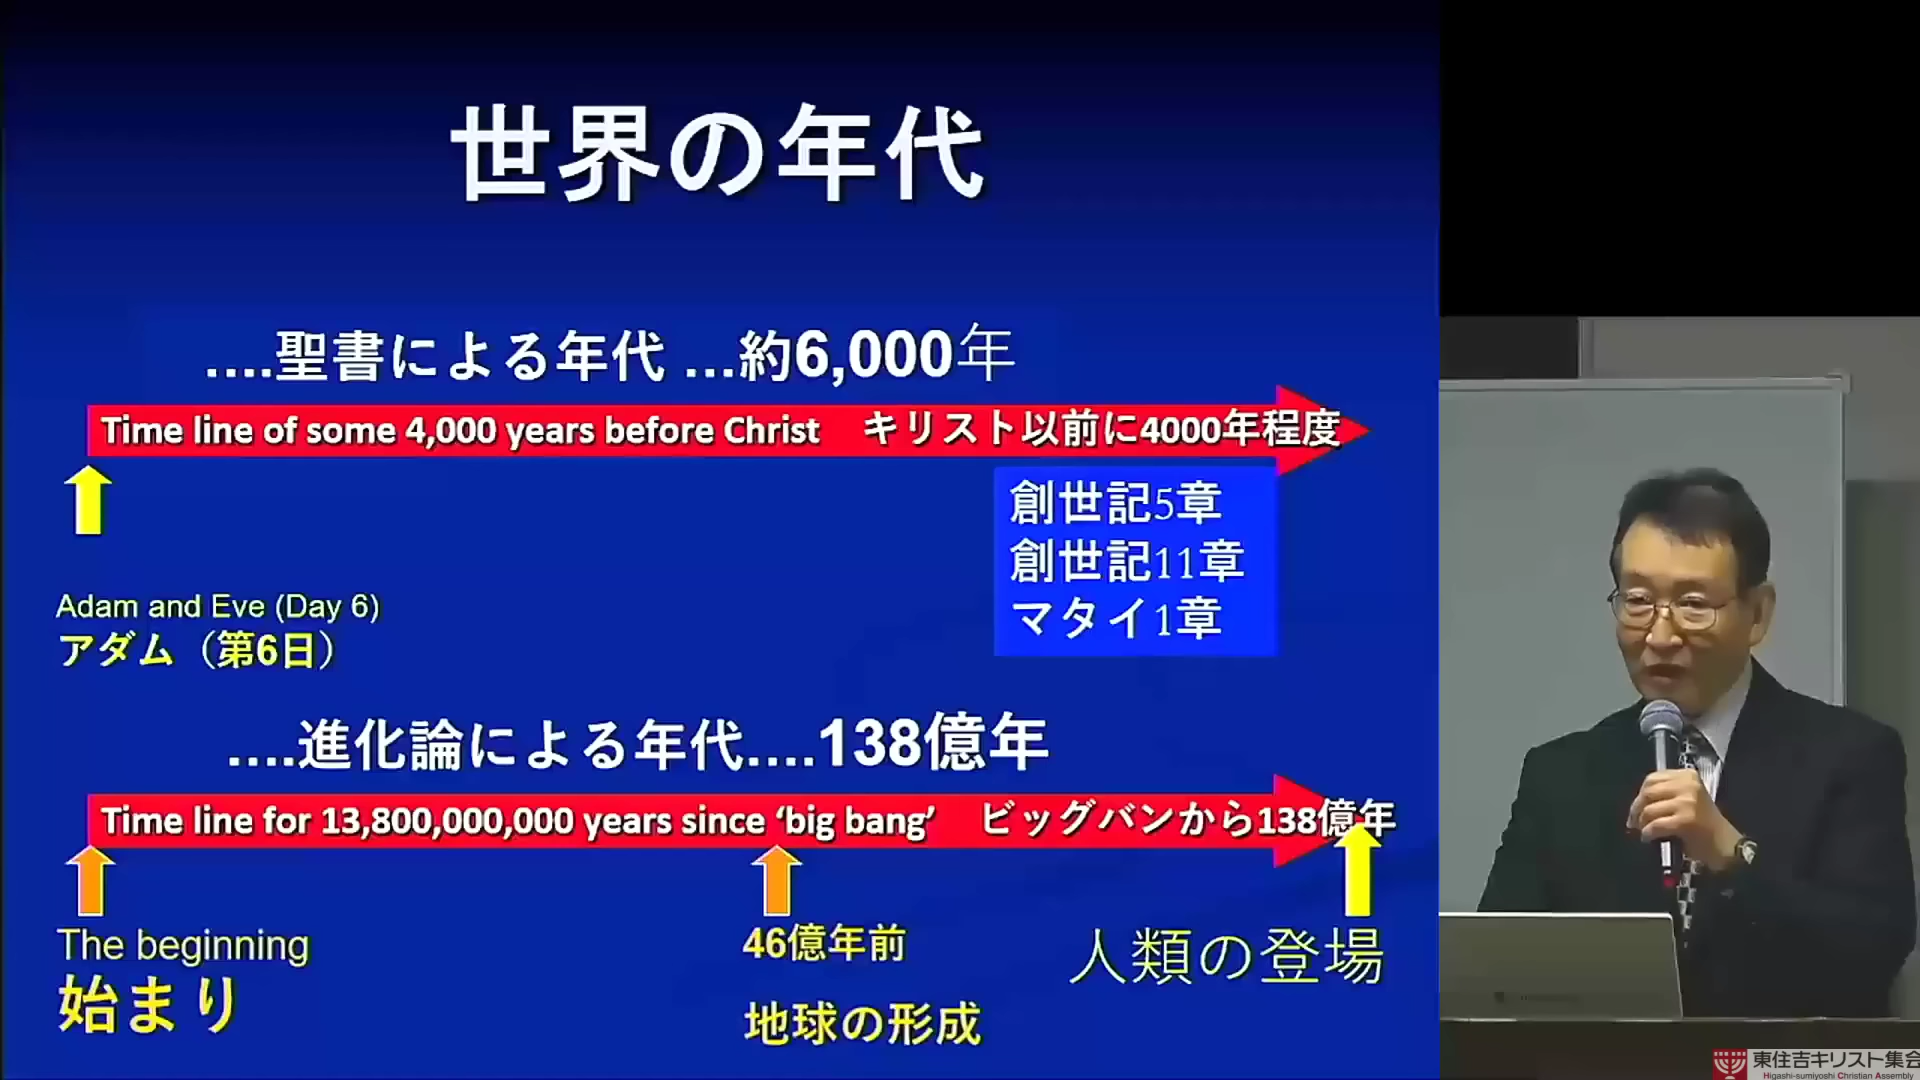 世界の年代
....聖書による年代 ...約6,000年
Time line of some 4,000 years before Christ キリスト以前に4000年程度
創世記5章
創世記11章
マタイ1章
Adam and Eve (Day 6)
アダム（第6日）
....進化論による年代....138億年
Time line for 13,800,000,000 years since ‘big bang’ ビッグバンから138億年
The beginning
始まり
46億年前
地球の形成
人類の登場
東住吉キリスト集会
Higashi-sumiyoshi Christian Assembly